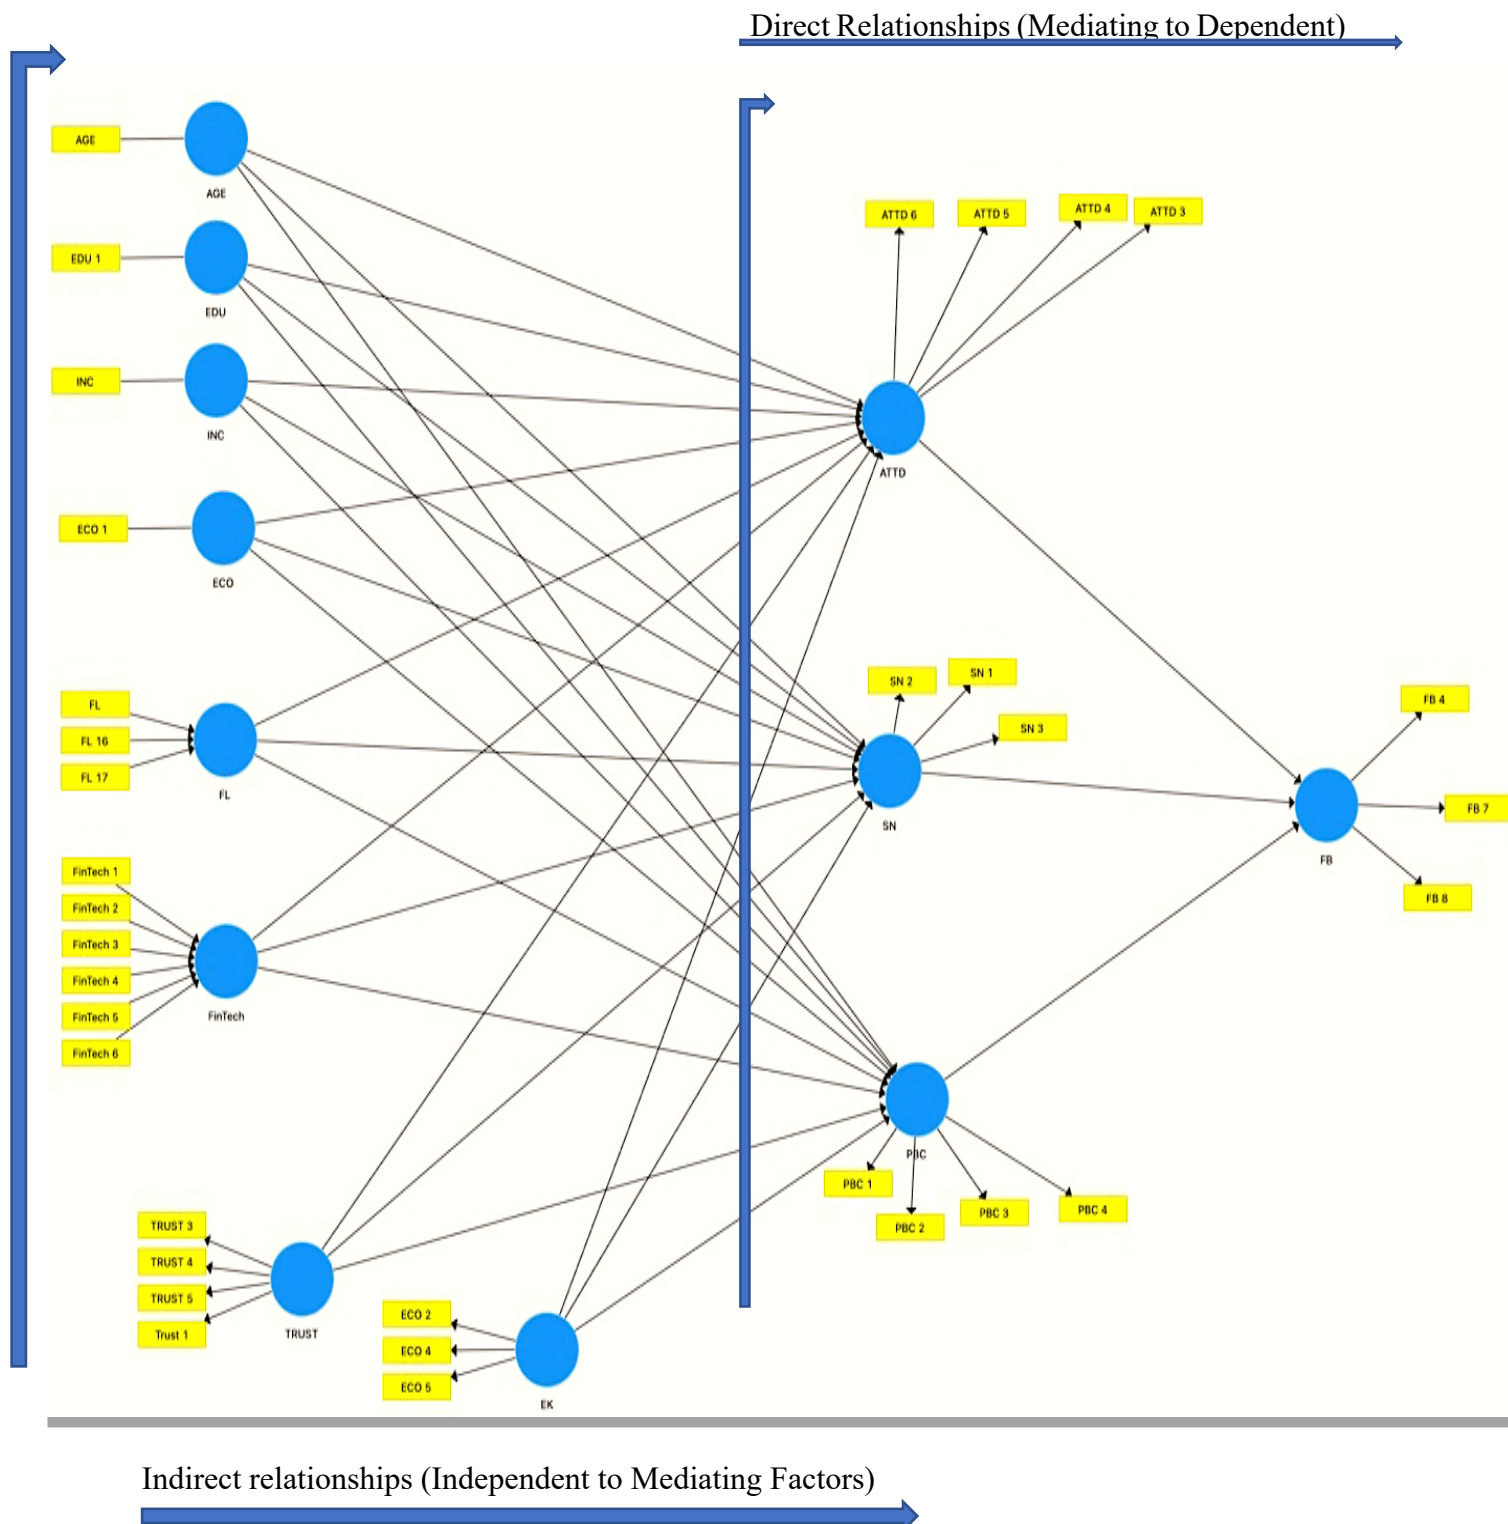 Direct Relationships (Mediating to Dependent)
AGE
AGE
EDU 1
EDU
INC
INC
ECO 1
ECO
FL
FL 16
FL 17
FL
FinTech 1
FinTech 2
FinTech 3
FinTech 4
FinTech 5
FinTech 6
FinTech
TRUST 3
TRUST 4
TRUST 5
Trust 1
TRUST
ECO 2
ECO 4
ECO 5
EK
ATTD 6
ATTD 5
ATTD 4
ATTD 3
ATTD
SN 2
SN 1
SN 3
SN
PBC
PBC 1
PBC 2
PBC 3
PBC 4
FB 4
FB 7
FB 8
FB
Indirect relationships (Independent to Mediating Factors)